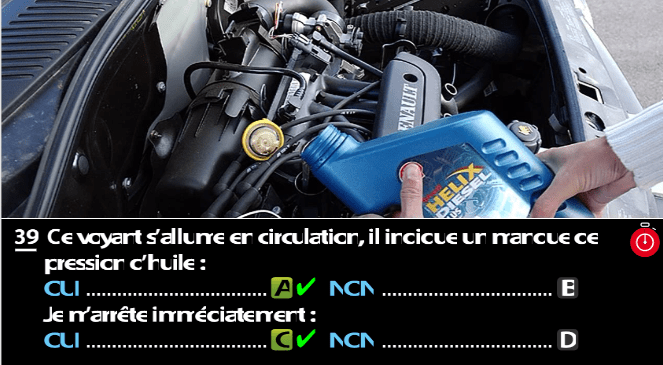 RENAULT
HELIX
DIESEL
PLUS
39 Ce voyant s'allume en circulation, il indique un manque de
pression d'huile :
OUI ........................... A ✔ NON ......................... B
Je m'arrête immédiatement :
OUI ........................... C ✔ NON ......................... D